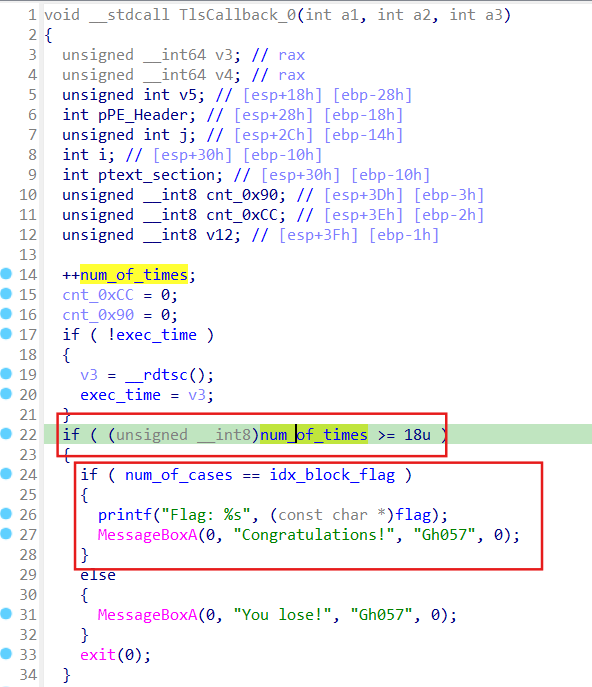 1 void __stdcall TlsCallback_0(int a1, int a2, int a3)
2 {
3 unsigned __int64 v3; // rax
4 unsigned __int64 v4; // rax
5 unsigned int v5; // [esp+18h] [ebp-28h]
6 int pPE_Header; // [esp+28h] [ebp-18h]
7 unsigned int j; // [esp+2Ch] [ebp-14h]
8 int i; // [esp+30h] [ebp-10h]
9 int ptext_section; // [esp+30h] [ebp-10h]
10 unsigned __int8 cnt_0x90; // [esp+3Dh] [ebp-3h]
11 unsigned __int8 cnt_0xCC; // [esp+3Eh] [ebp-2h]
12 unsigned __int8 v12; // [esp+3Fh] [ebp-1h]
13
14 ++num_of_times;
15 cnt_0xCC = 0;
16 cnt_0x90 = 0;
17 if ( !exec_time )
18 {
19 v3 = __rdtsc();
20 exec_time = v3;
21 }
22 if ( (unsigned __int8)num_of_times >= 18u )
23 {
24 if ( num_of_cases == idx_block_flag )
25 {
26 printf("Flag: %s", (const char *)flag);
27 MessageBoxA(0, "Congratulations!", "Gh057", 0);
28 }
29 else
30 {
31 MessageBoxA(0, "You lose!", "Gh057", 0);
32 }
33 exit(0);
34 }